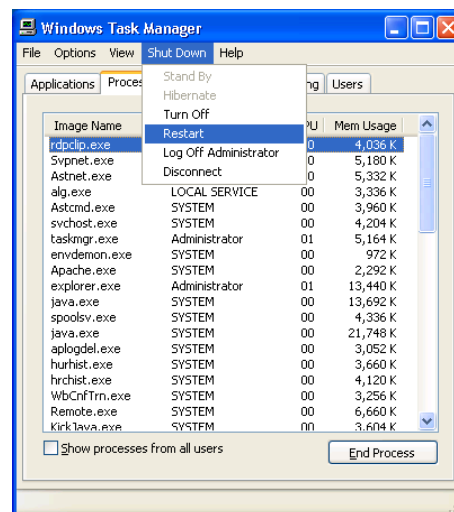 Windows Task Manager
File Options View Shut Down Help
Applications Proces ng Users
Stand By
Hibernate
Turn Off
Restart
Log Off Administrator
Disconnect
Image Name PU Mem Usage
rdpclip.exe 0 4,036 K
Svpnet.exe 0 5,180 K
Astnet.exe 0 5,332 K
alg.exe LOCAL SERVICE 00 3,336 K
Astcmd.exe SYSTEM 00 3,960 K
svchost.exe SYSTEM 00 4,204 K
taskmgr.exe Administrator 01 5,164 K
envdemon.exe SYSTEM 00 972 K
Apache.exe SYSTEM 00 2,292 K
explorer.exe Administrator 01 13,440 K
java.exe SYSTEM 00 13,692 K
spoolsv.exe SYSTEM 00 4,336 K
java.exe SYSTEM 00 21,748 K
aplogdel.exe SYSTEM 00 3,052 K
hurhist.exe SYSTEM 00 3,660 K
hrchist.exe SYSTEM 00 4,120 K
WbCnfTrn.exe SYSTEM 00 3,256 K
Remote.exe SYSTEM 00 6,660 K
KickJava.exe SYSTEM 00 3,604 K
Show processes from all users
End Process